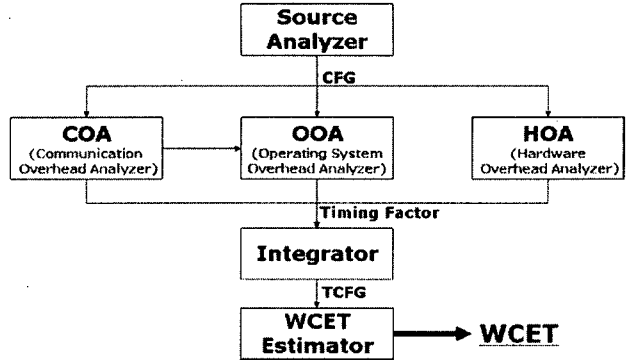 Source
Analyzer
CFG
COA
(Communication
Overhead Analyzer)
OOA
(Operating System
Overhead Analyzer)
HOA
(Hardware
Overhead Analyzer)
Timing Factor
Integrator
TCFG
WCET
Estimator
WCET